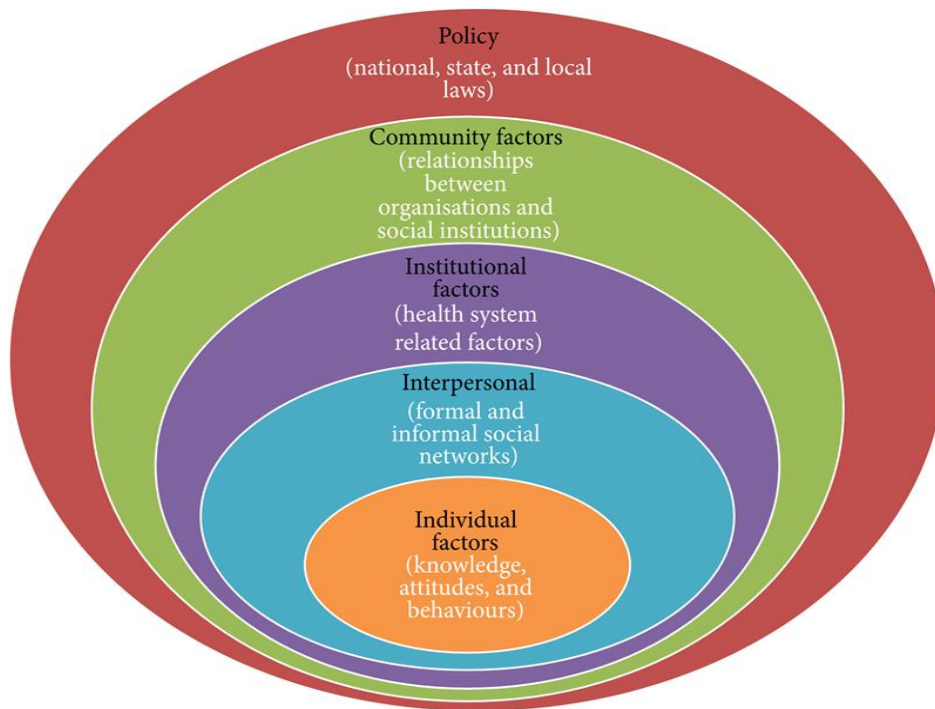 Policy
(national, state, and local
laws)
Community factors
(relationships
between
organisations and
social institutions)
Institutional
factors
(health system
related factors)
Interpersonal
(formal and
informal social
networks)
Individual
factors
(knowledge,
attitudes, and
behaviours)